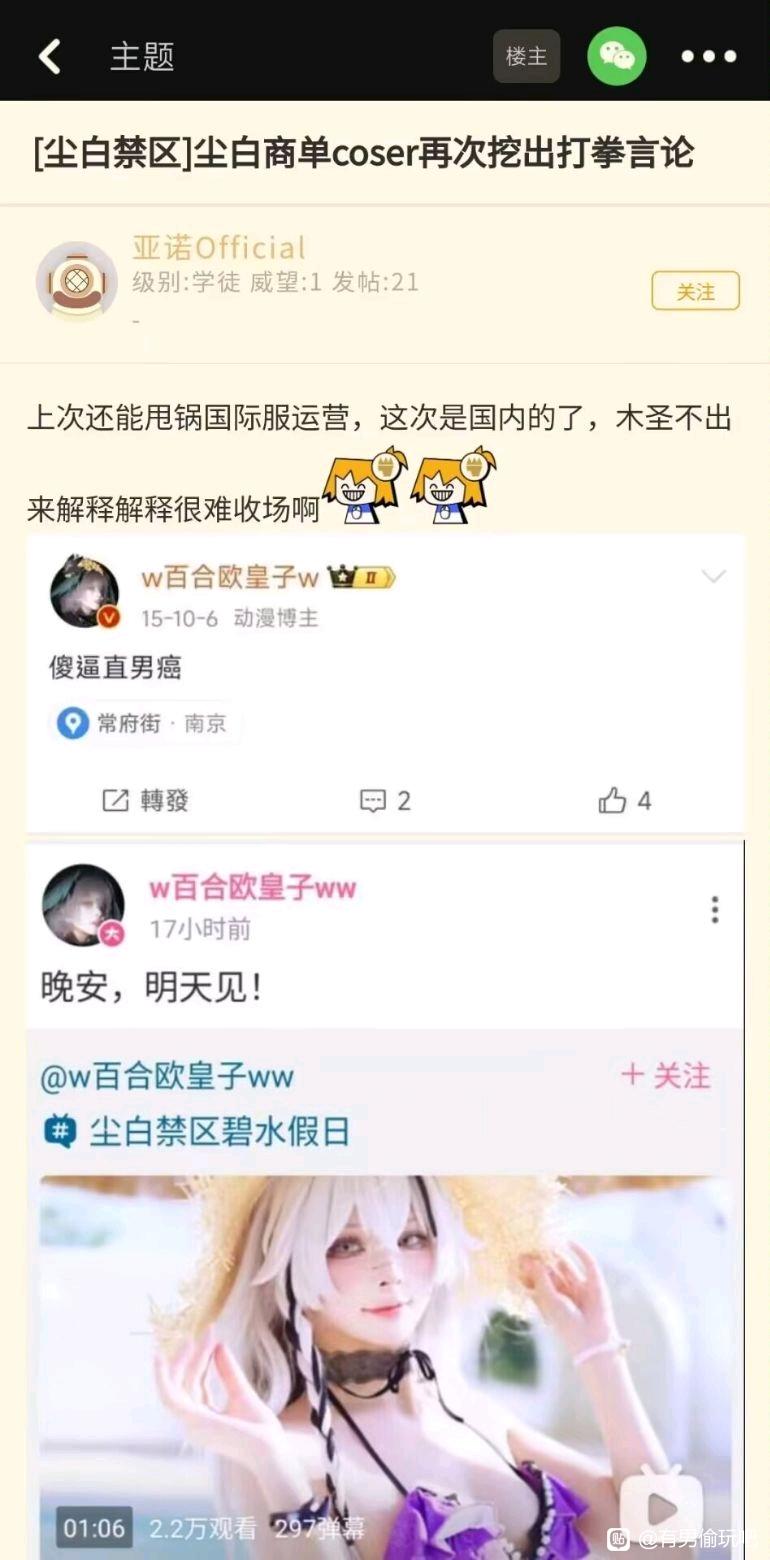 主题
楼主
[尘白禁区]尘白商单coser再次挖出打拳言论
亚诺Official
级别:学徒 威望:1 发帖:21
-
关注
上次还能甩锅国际服运营，这次是国内的了，木圣不出
来解释解释很难收场啊
w百合欧皇子w
II
V
15-10-6 动漫博主
傻逼直男癌
常府街 · 南京
轉發
2
4
w百合欧皇子ww
大
17小时前
晚安，明天见！
@w百合欧皇子ww
+ 关注
# 尘白禁区碧水假日
01:06 2.2万观看 297弹幕
贴 @有男偷玩